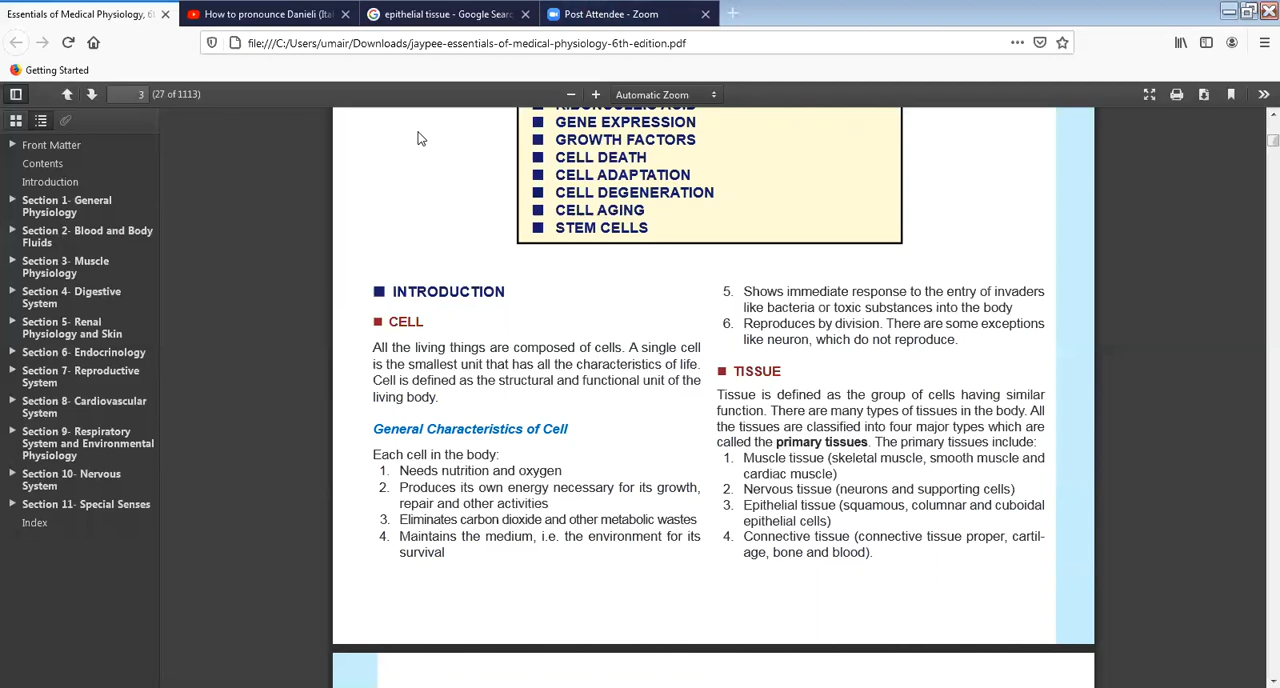 Essentials of Medical Physiology, 6t
How to pronounce Danieli (Ita
epithelial tissue - Google Searc
Post Attendee - Zoom
file:///C:/Users/umair/Downloads/jaypee-essentials-of-medical-physiology-6th-edition.pdf
Getting Started
3 (27 of 1113)
Automatic Zoom
Front Matter
Contents
Introduction
Section 1- General
Physiology
Section 2- Blood and Body
Fluids
Section 3- Muscle
Physiology
Section 4- Digestive
System
Section 5- Renal
Physiology and Skin
Section 6- Endocrinology
Section 7- Reproductive
System
Section 8- Cardiovascular
System
Section 9- Respiratory
System and Environmental
Physiology
Section 10- Nervous
System
Section 11- Special Senses
Index
RIBONUCLEIC ACID
GENE EXPRESSION
GROWTH FACTORS
CELL DEATH
CELL ADAPTATION
CELL DEGENERATION
CELL AGING
STEM CELLS
INTRODUCTION
CELL
All the living things are composed of cells. A single cell
is the smallest unit that has all the characteristics of life.
Cell is defined as the structural and functional unit of the
living body.
General Characteristics of Cell
Each cell in the body:
1. Needs nutrition and oxygen
2. Produces its own energy necessary for its growth,
repair and other activities
3. Eliminates carbon dioxide and other metabolic wastes
4. Maintains the medium, i.e. the environment for its
survival
5. Shows immediate response to the entry of invaders
like bacteria or toxic substances into the body
6. Reproduces by division. There are some exceptions
like neuron, which do not reproduce.
TISSUE
Tissue is defined as the group of cells having similar
function. There are many types of tissues in the body. All
the tissues are classified into four major types which are
called the primary tissues. The primary tissues include:
1. Muscle tissue (skeletal muscle, smooth muscle and
cardiac muscle)
2. Nervous tissue (neurons and supporting cells)
3. Epithelial tissue (squamous, columnar and cuboidal
epithelial cells)
4. Connective tissue (connective tissue proper, cartil-
age, bone and blood).